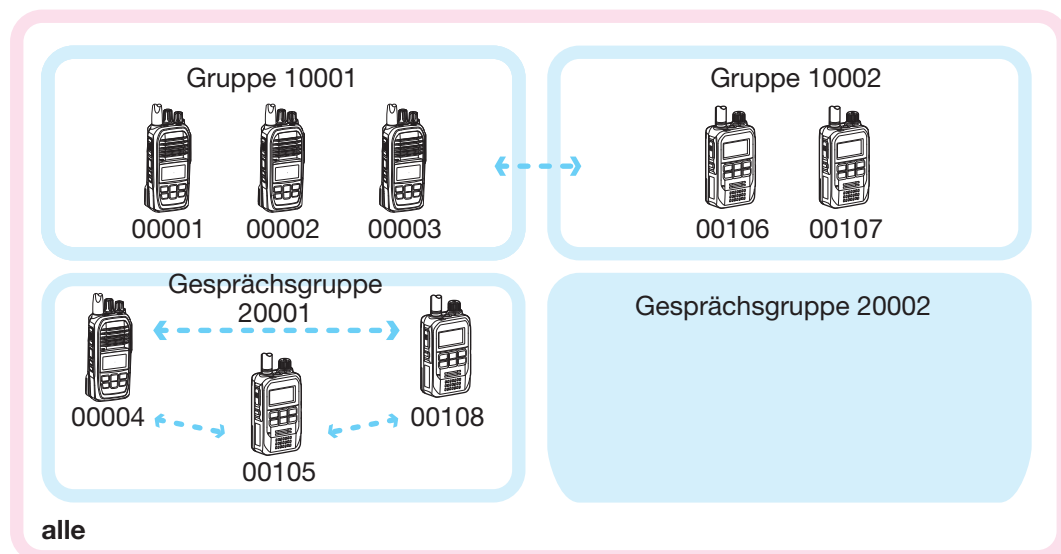 Gruppe 10001
00001 00002 00003
Gruppe 10002
00106 00107
Gesprächsgruppe
20001
00004
00105
00108
Gesprächsgruppe 20002
alle